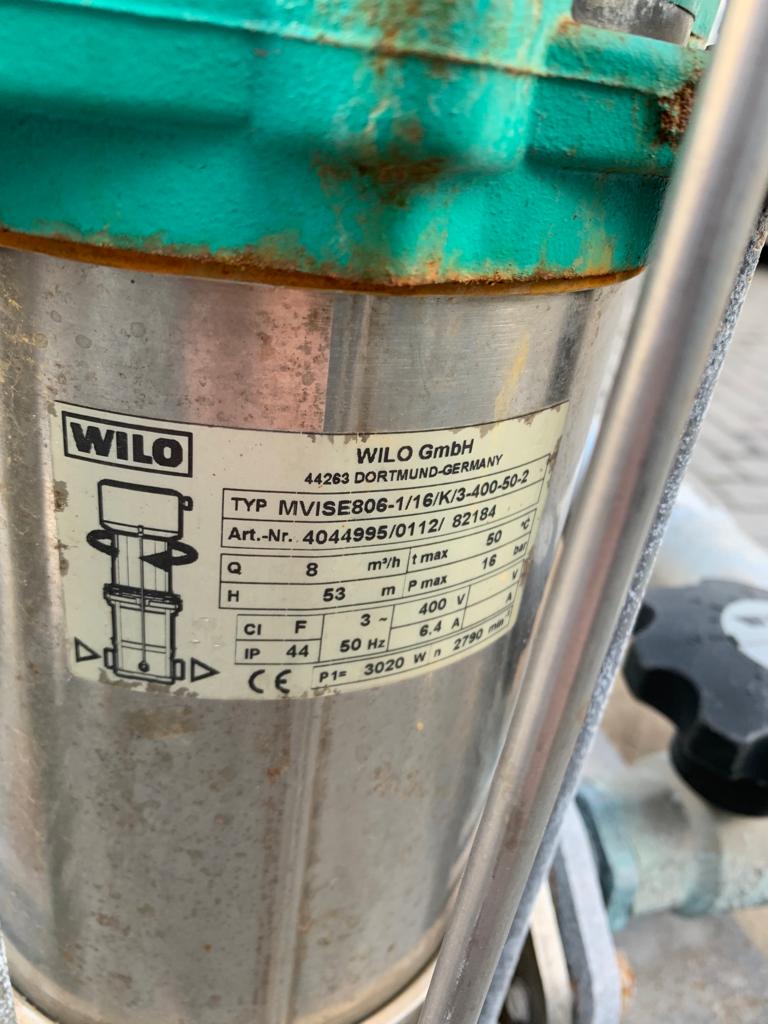 WILO
WILO GmbH
44263 DORTMUND-GERMANY
TYP MVISE806-1/16/K/3-400-50-2
Art.-Nr. 4044995/0112/ 82184
Q 8 m³/h t max 50 °C
H 53 m P max 16 bar
CI F 3 ~ 400 V V
IP 44 50 Hz 6.4 A A
CE P1= 3020 W n 2790 min⁻¹